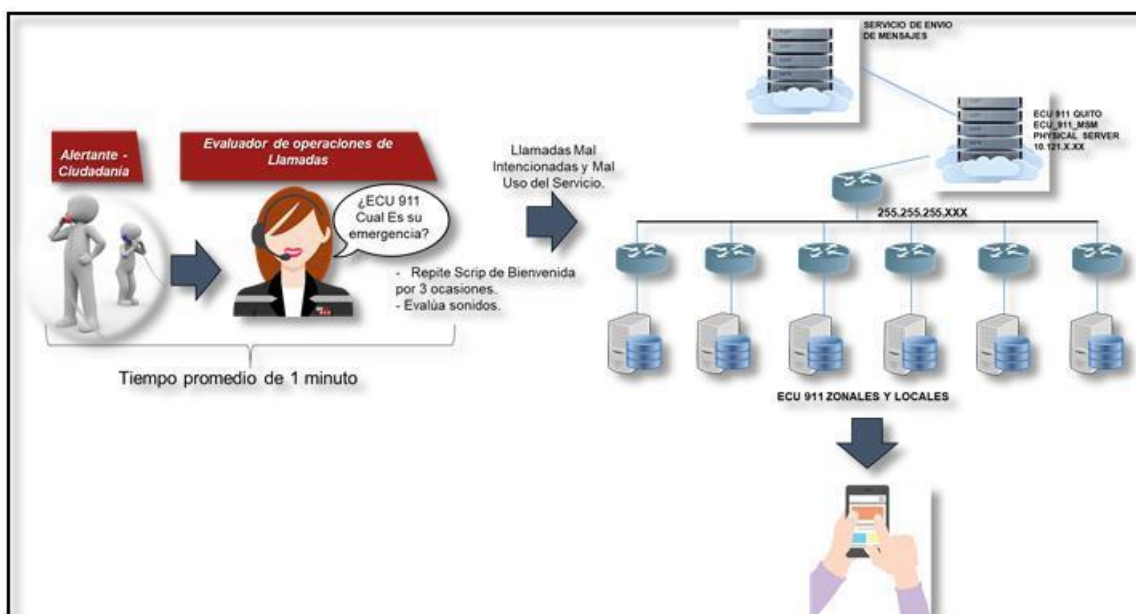 Alertante -
Ciudadanía
Evaluador de operaciones de
Llamadas
¿ECU 911
Cual Es su
emergencia?
- Repite Scrip de Bienvenida
por 3 ocasiones.
- Evalúa sonidos.
Tiempo promedio de 1 minuto
Llamadas Mal
Intencionadas y Mal
Uso del Servicio.
SERVICIO DE ENVIO
DE MENSAJES
ECU 911 QUITO
ECU_911_MSM
PHYSICAL SERVER
10.121.X.XX
255.255.255.XXX
ECU 911 ZONALES Y LOCALES